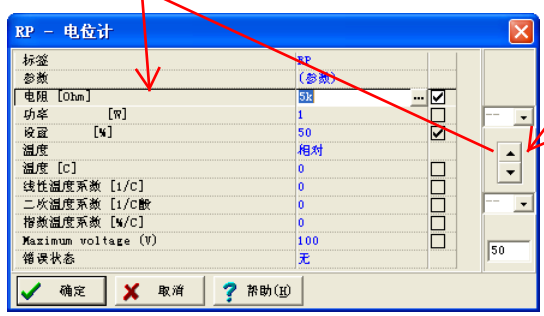 RP - 电位计
标签 RP
参数 (参数)
电阻 [Ohm] 5k ...
功率 [W] 1
设置 [%] 50
温度 相对
温度 [C] 0
线性温度系数 [1/C] 0
二次温度系数 [1/C 0
指数温度系数 [%/C] 0
Maximum voltage (V) 100
错误状态 无
--
--
50
确定 取消 ? 帮助(H)